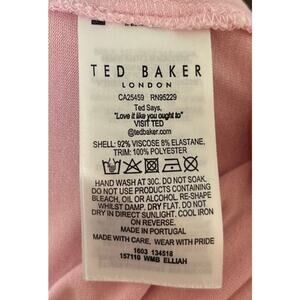 TED BAKER
LONDON
CA25459 RN95229
Ted Says,
"Love it like you ought to"
VISIT TED
@tedbaker.com
SHELL: 92% VISCOSE 8% ELASTANE,
TRIM: 100% POLYESTER
HAND WASH AT 30C. DO NOT SOAK.
DO NOT USE PRODUCTS CONTAINING
BLEACH, OIL OR ALCOHOL. RE-SHAPE
WHILST DAMP. DRY FLAT. DO NOT
DRY IN DIRECT SUNLIGHT. COOL IRON
ON REVERSE.
MADE IN PORTUGAL
MADE WITH CARE, WEAR WITH PRIDE
1603 134518
157110 WMB ELLIAH